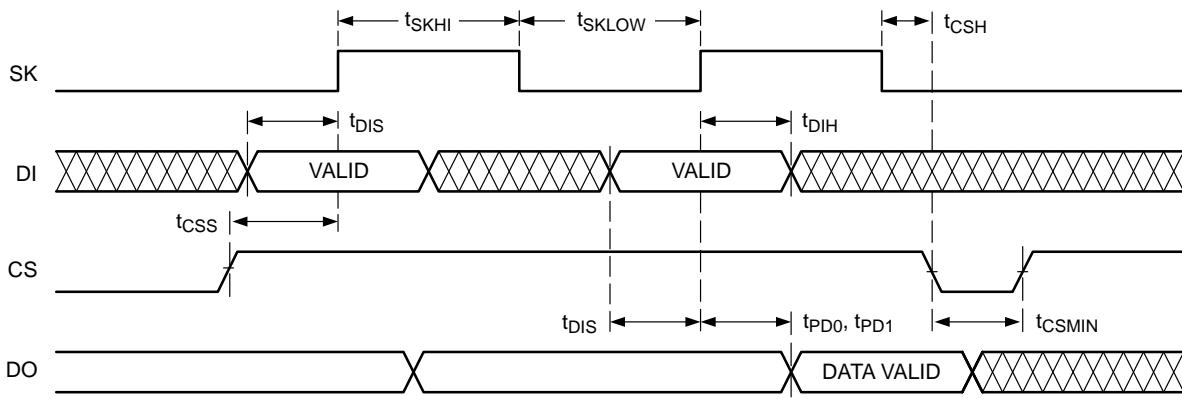 tSKHI
tSKLOW
tCSH
SK
tDIS
tDIH
DI
VALID
VALID
tCSS
CS
tDIS
tPD0, tPD1
tCSMIN
DO
DATA VALID